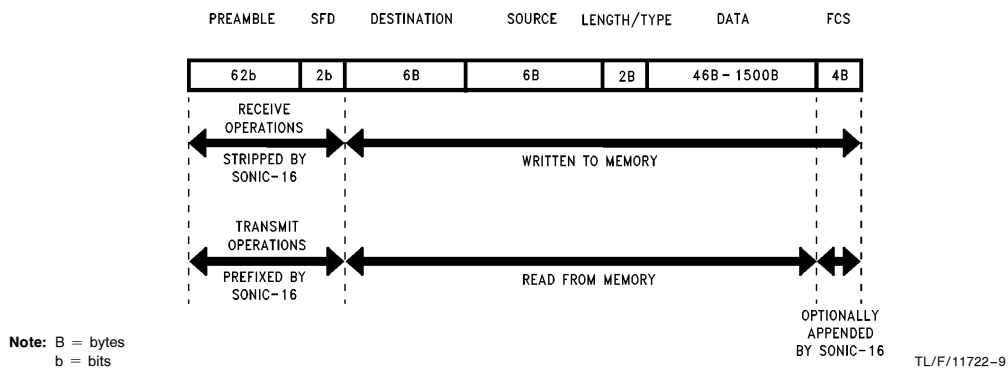 PREAMBLE SFD DESTINATION SOURCE LENGTH/TYPE DATA FCS
62b 2b 6B 6B 2B 46B – 1500B 4B
RECEIVE
OPERATIONS
STRIPPED BY
SONIC-16
WRITTEN TO MEMORY
TRANSMIT
OPERATIONS
PREFIXED BY
SONIC-16
READ FROM MEMORY
OPTIONALLY
APPENDED
BY SONIC-16
Note: B = bytes
b = bits
TL/F/11722–9